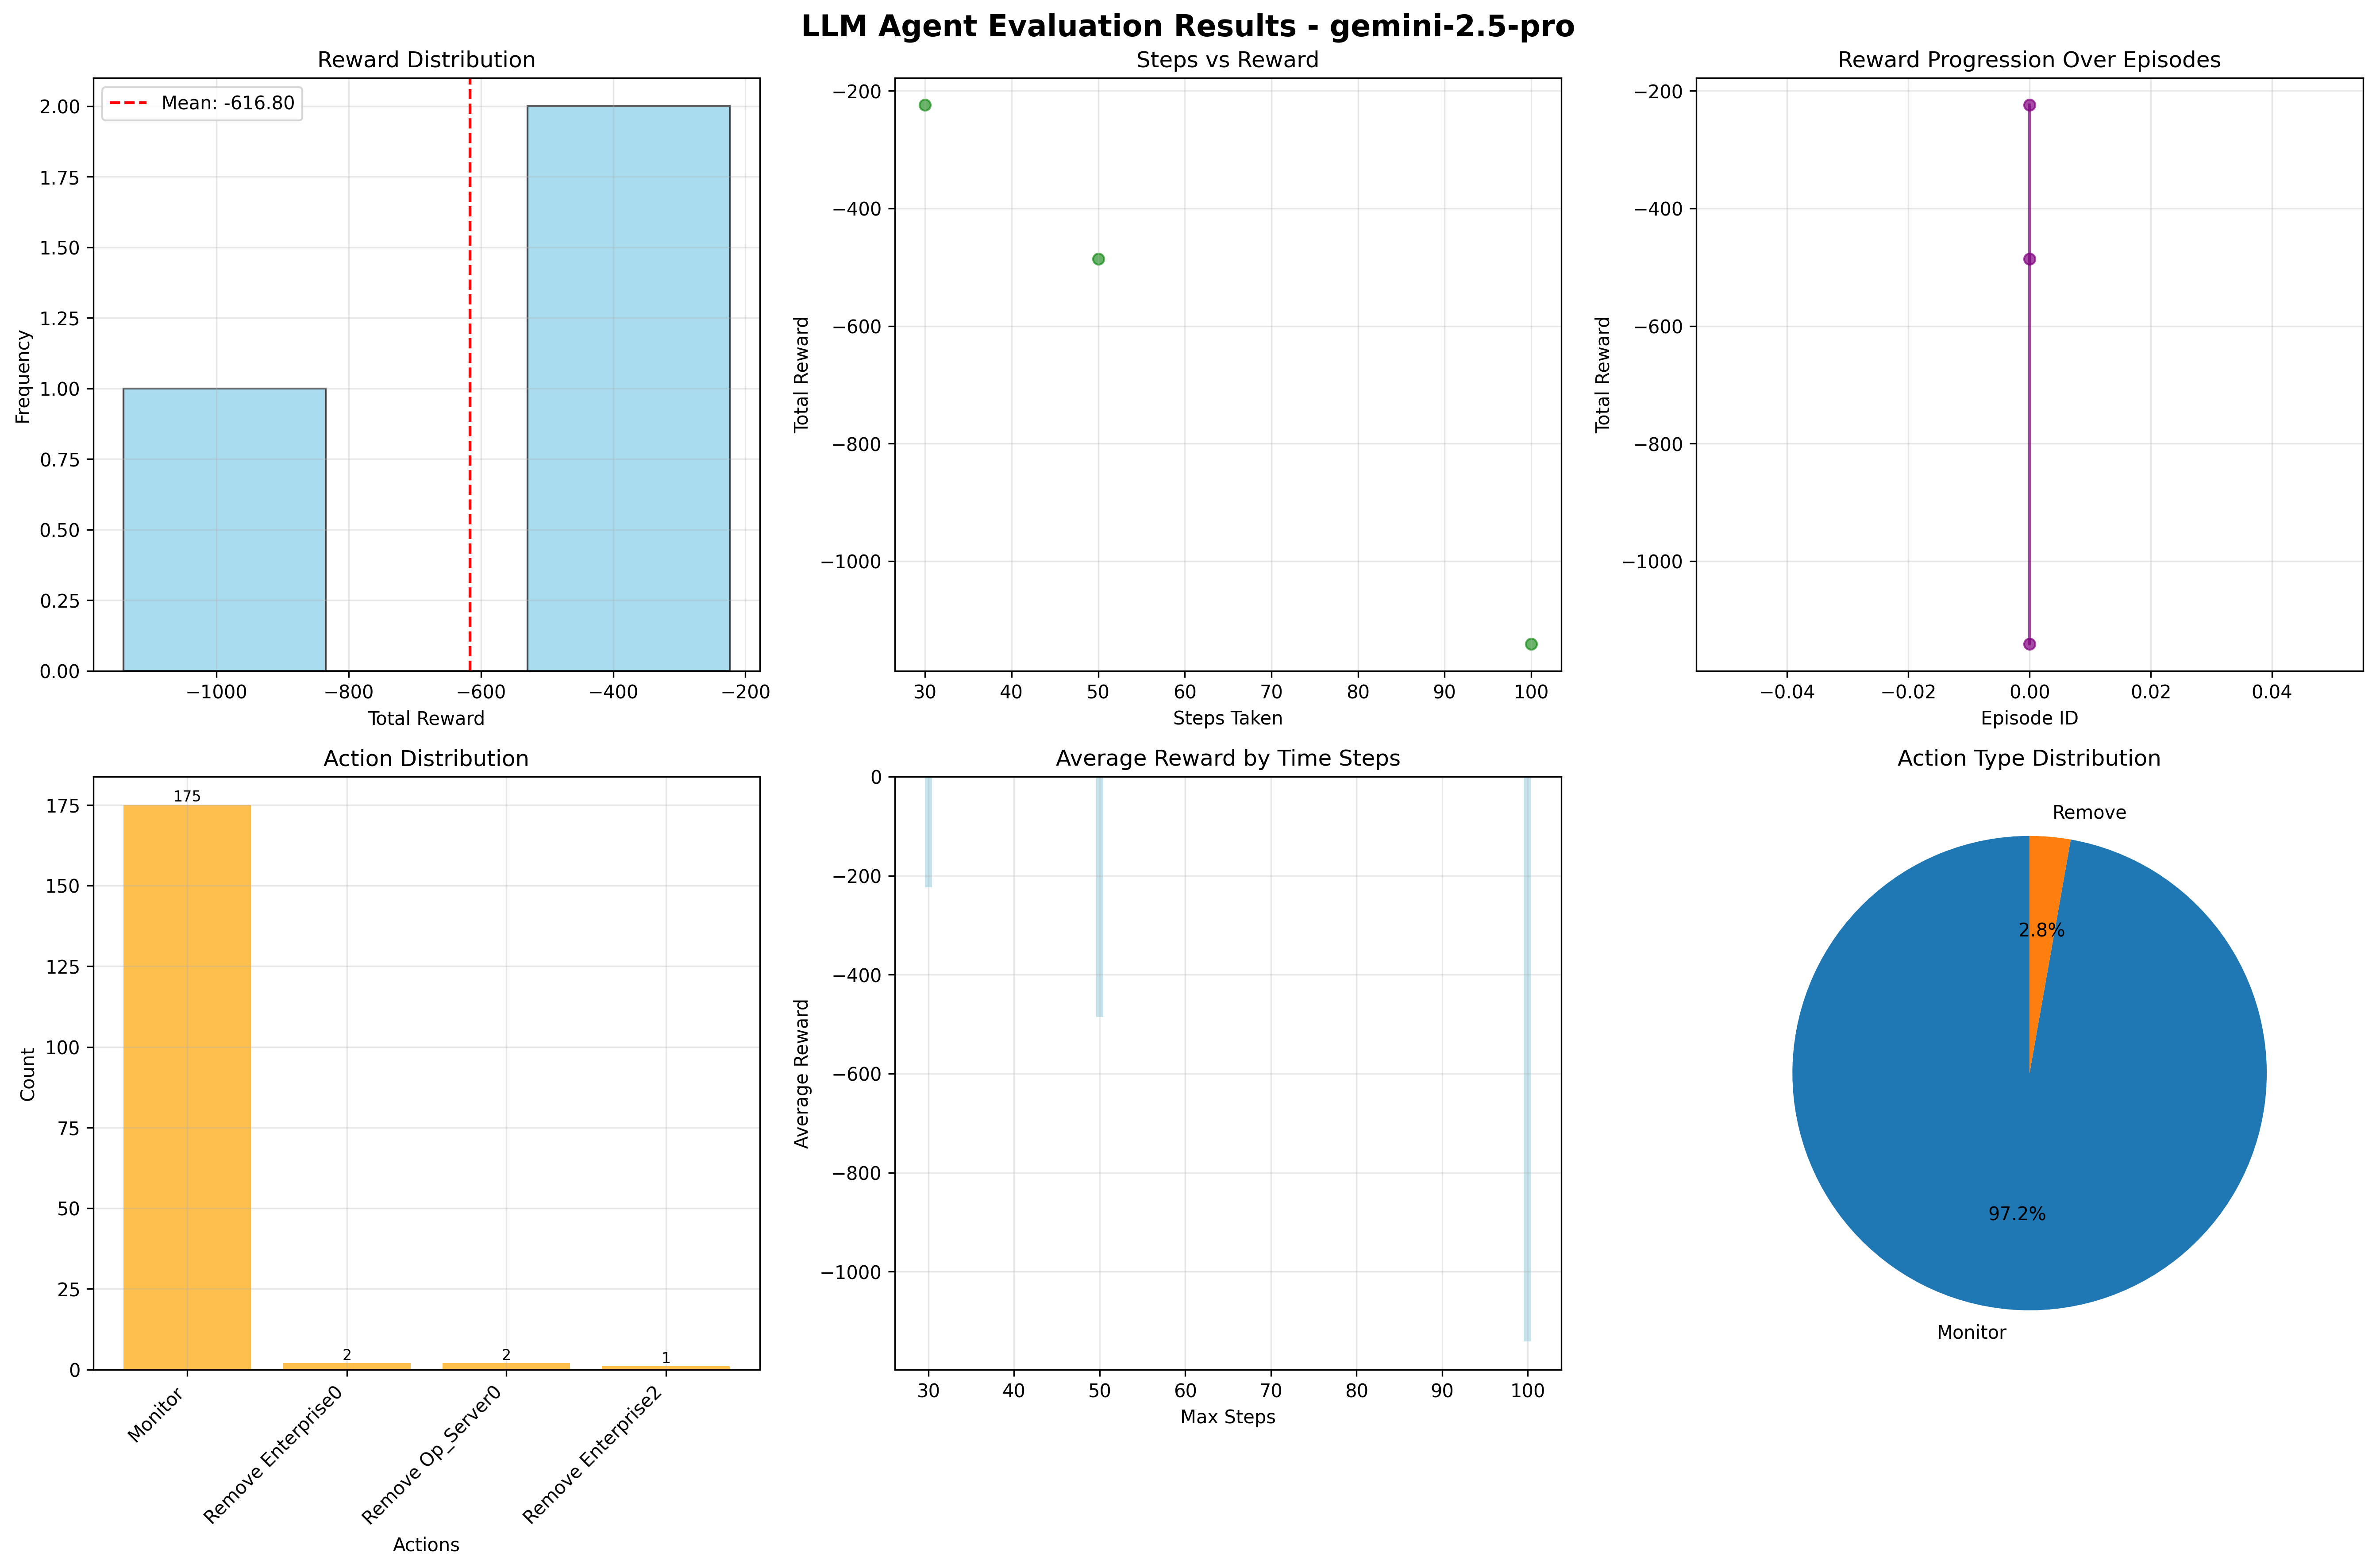 LLM Agent Evaluation Results - gemini-2.5-pro
Reward Distribution
Mean: -616.80
2.00
1.75
1.50
1.25
1.00
0.75
0.50
0.25
0.00
Frequency
−1000 −800 −600 −400 −200
Total Reward
Steps vs Reward
−200
−400
−600
−800
−1000
Total Reward
30 40 50 60 70 80 90 100
Steps Taken
Reward Progression Over Episodes
−200
−400
−600
−800
−1000
Total Reward
−0.04 −0.02 0.00 0.02 0.04
Episode ID
Action Distribution
175
150
125
100
75
50
25
0
Count
175
2
2
1
Monitor
Remove Enterprise0
Remove Op_Server0
Remove Enterprise2
Actions
Average Reward by Time Steps
0
−200
−400
−600
−800
−1000
Average Reward
30 40 50 60 70 80 90 100
Max Steps
Action Type Distribution
Remove
2.8%
97.2%
Monitor